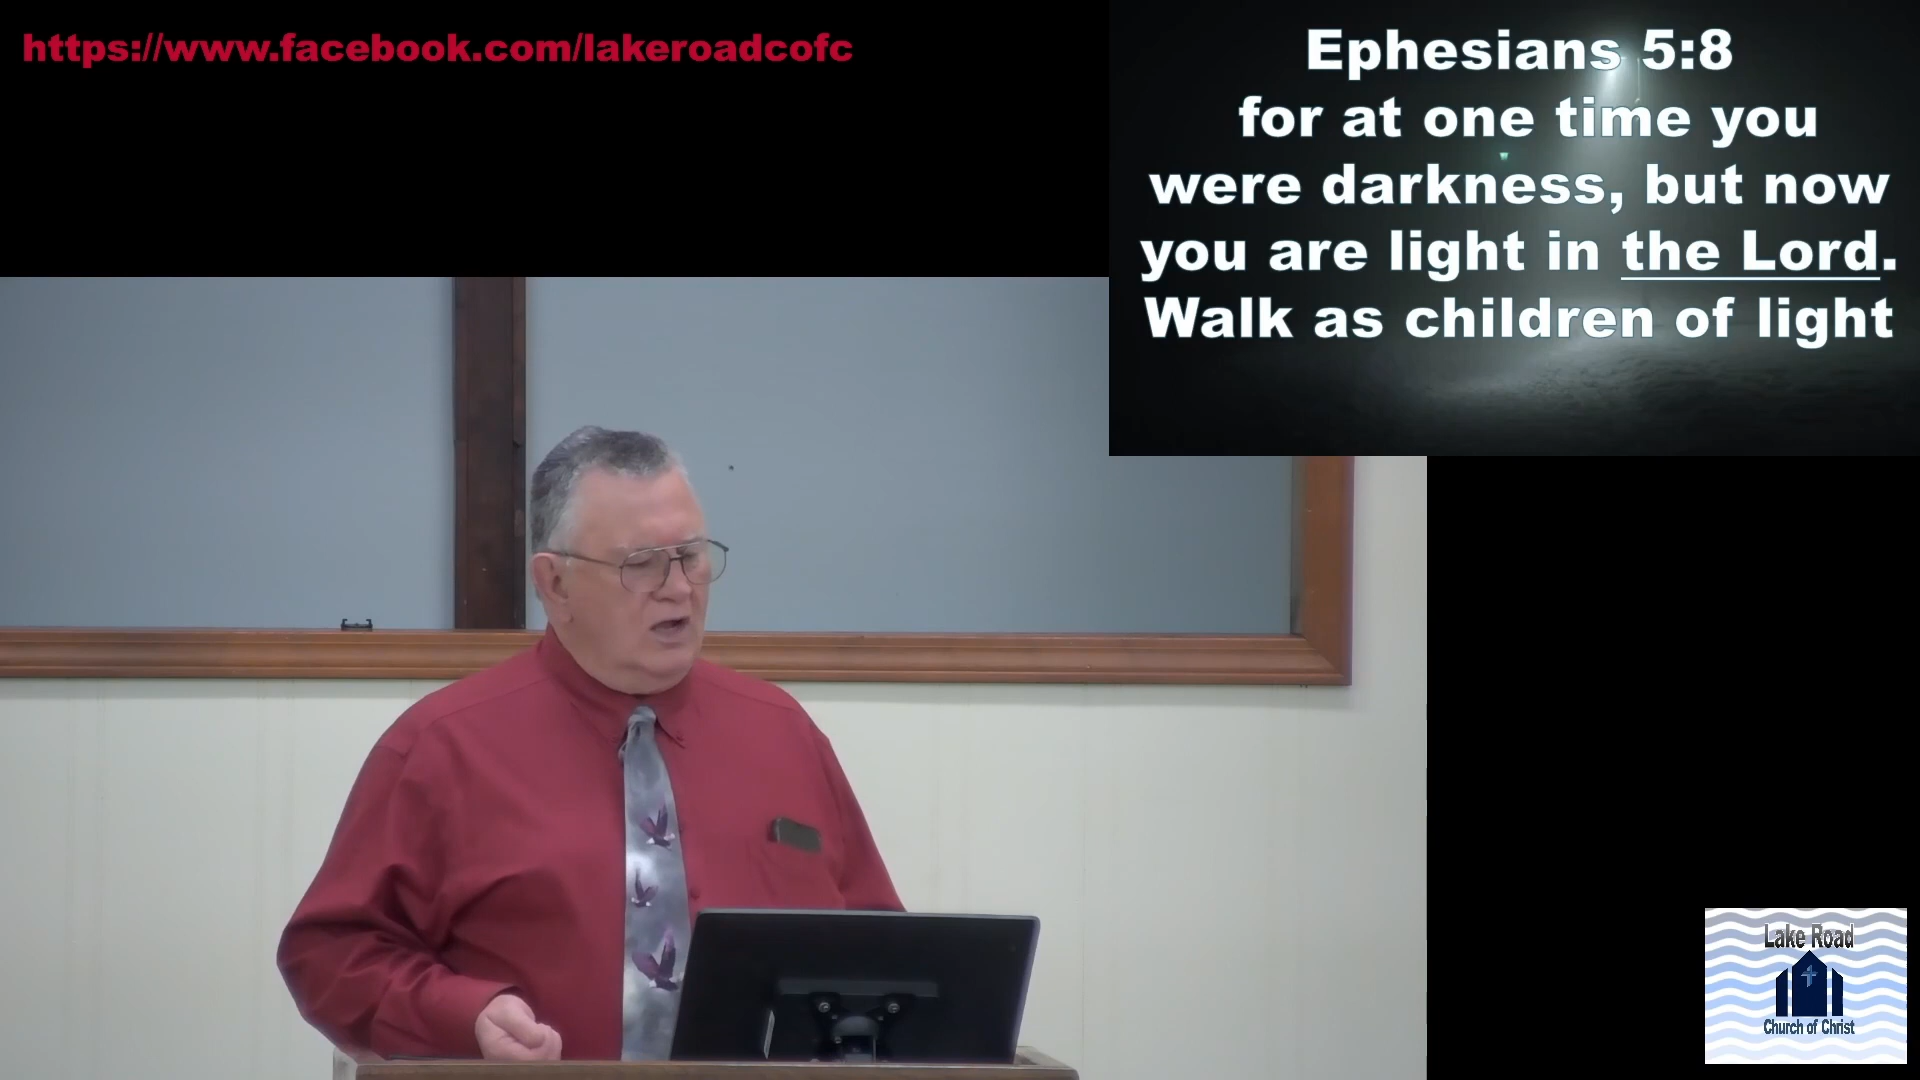 https://www.facebook.com/lakeroadcofc
Ephesians 5:8
for at one time you
were darkness, but now
you are light in the Lord.
Walk as children of light
Lake Road
Church of Christ